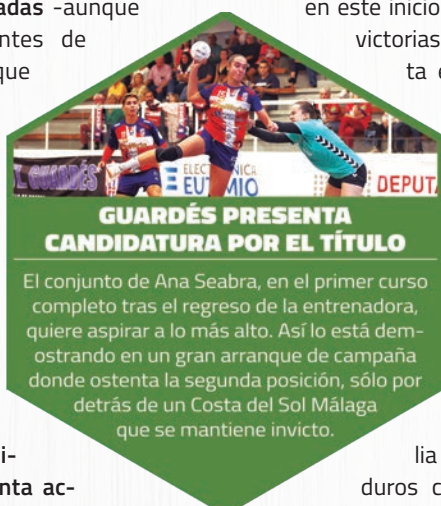 adas -aunque
ntes de
que
en este inicio
victorias
ta e
GUARDÉS
ELECTRÓNICA
DEPUT
GUARDÉS PRESENTA
CANDIDATURA POR EL TÍTULO
El conjunto de Ana Seabra, en el primer curso
completo tras el regreso de la entrenadora,
quiere aspirar a lo más alto. Así lo está dem-
ostrando en un gran arranque de campaña
donde ostenta la segunda posición, sólo por
detrás de un Costa del Sol Málaga
que se mantiene invicto.
i-
nta ac-
lia
duros c